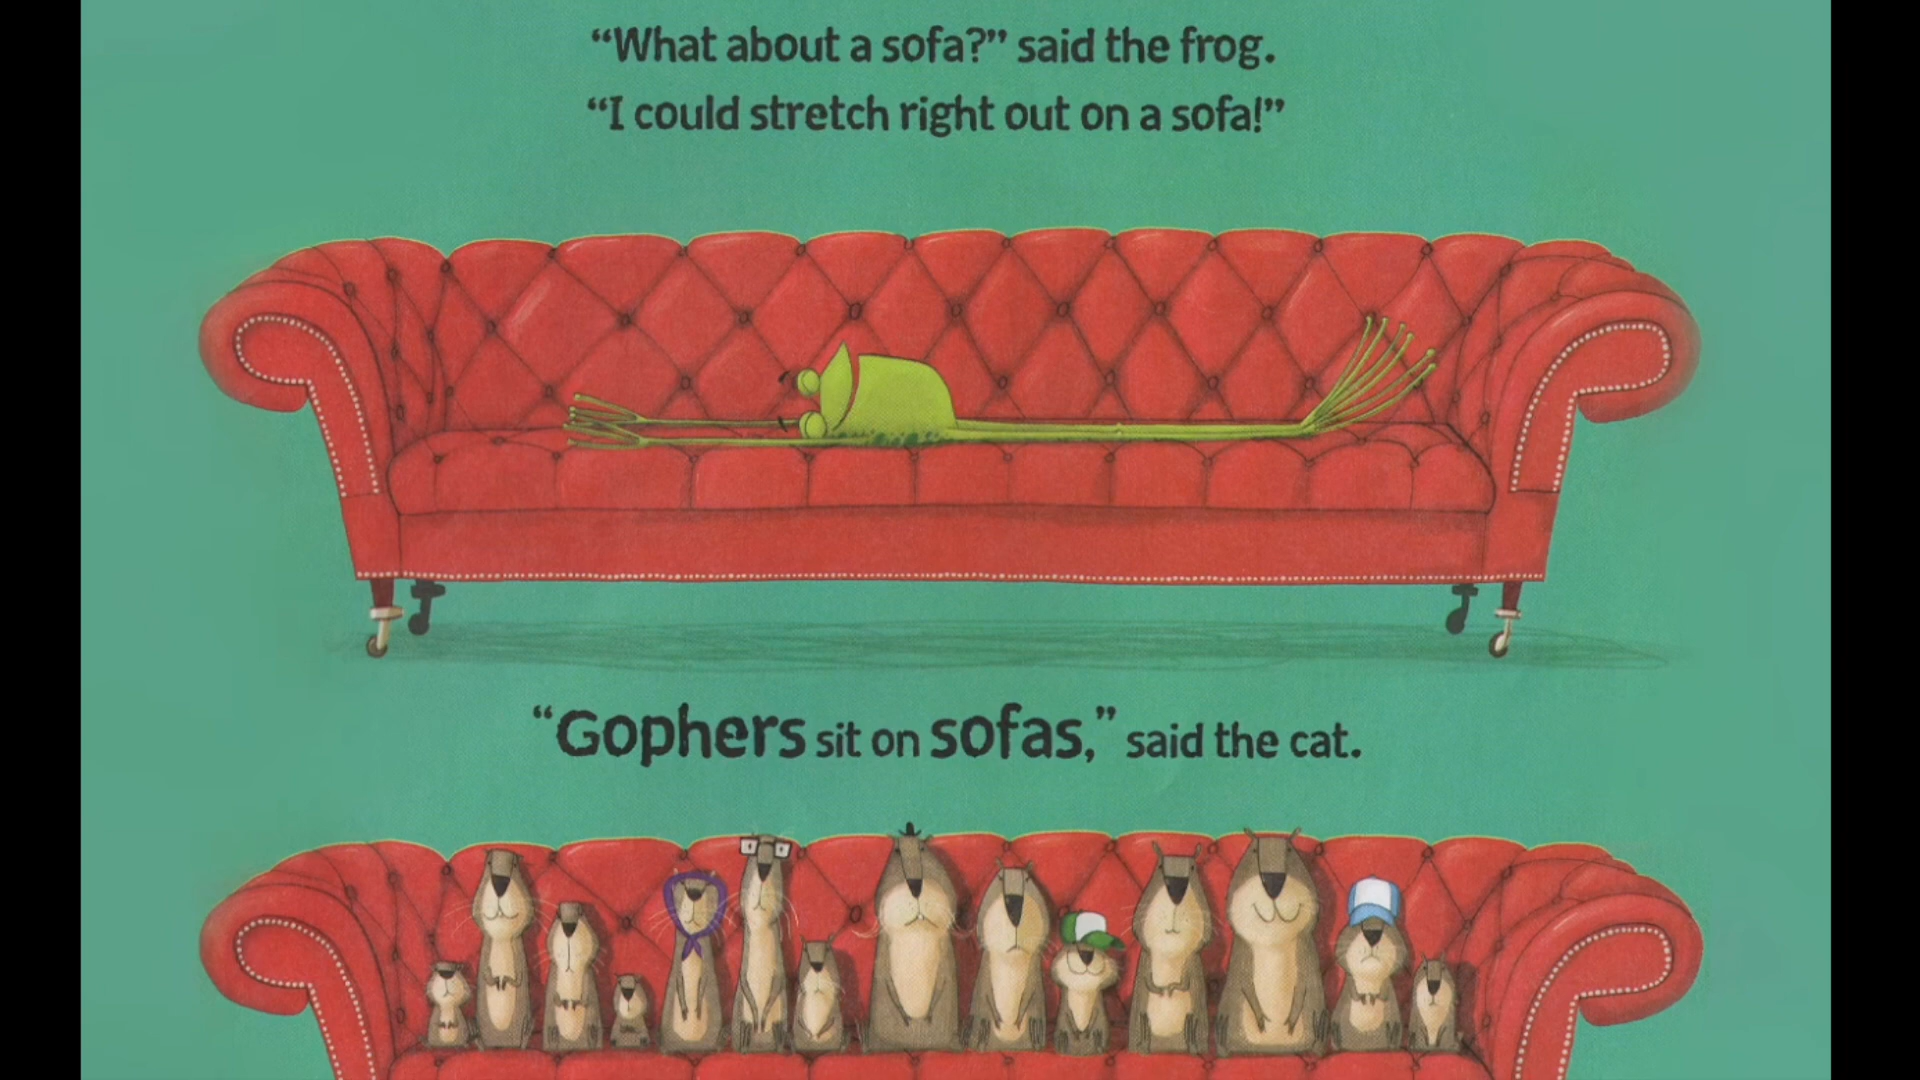 “What about a sofa?” said the frog.
“I could stretch right out on a sofa!”
“Gophers sit on sofas,” said the cat.